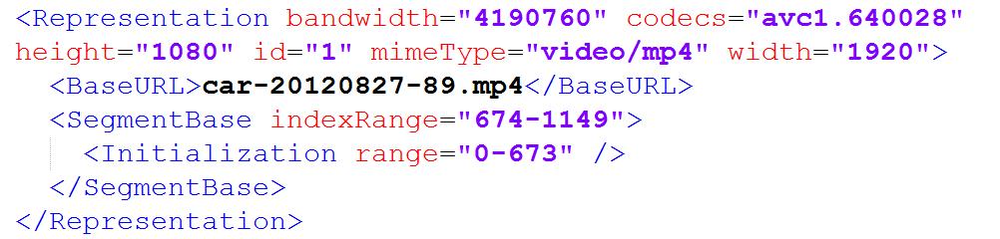 <Representation bandwidth="4190760" codecs="avc1.640028"
height="1080" id="1" mimeType="video/mp4" width="1920">
<BaseURL>car-20120827-89.mp4</BaseURL>
<SegmentBase indexRange="674-1149">
<Initialization range="0-673" />
</SegmentBase>
</Representation>